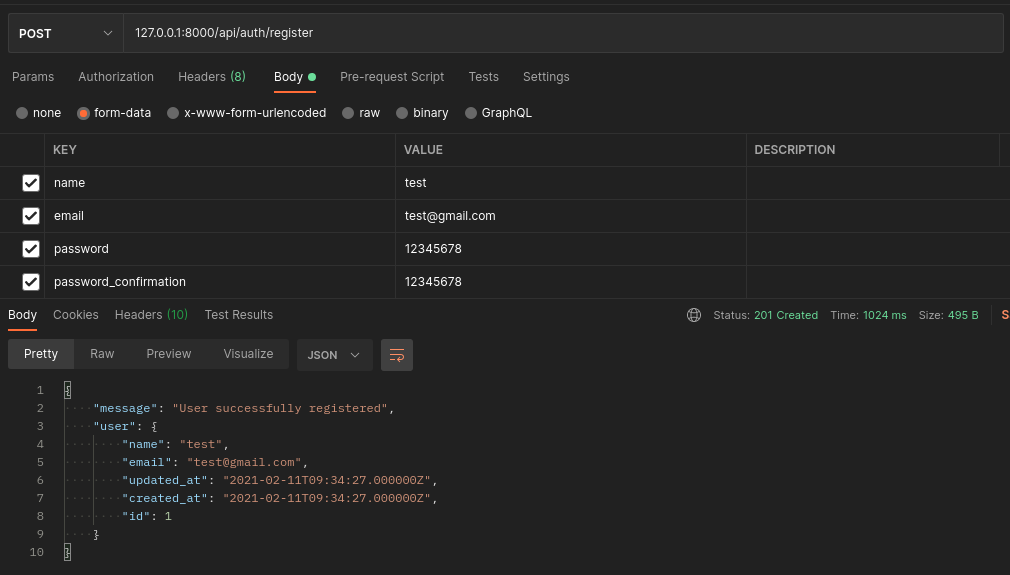 POST 127.0.0.1:8000/api/auth/register
Params Authorization Headers (8) Body Pre-request Script Tests Settings
none form-data x-www-form-urlencoded raw binary GraphQL
KEY VALUE DESCRIPTION
name test
email test@gmail.com
password 12345678
password_confirmation 12345678
Body Cookies Headers (10) Test Results Status: 201 Created Time: 1024 ms Size: 495 B S
Pretty Raw Preview Visualize JSON
1 {
2 "message": "User successfully registered",
3 "user": {
4 "name": "test",
5 "email": "test@gmail.com",
6 "updated_at": "2021-02-11T09:34:27.000000Z",
7 "created_at": "2021-02-11T09:34:27.000000Z",
8 "id": 1
9 }
10 }